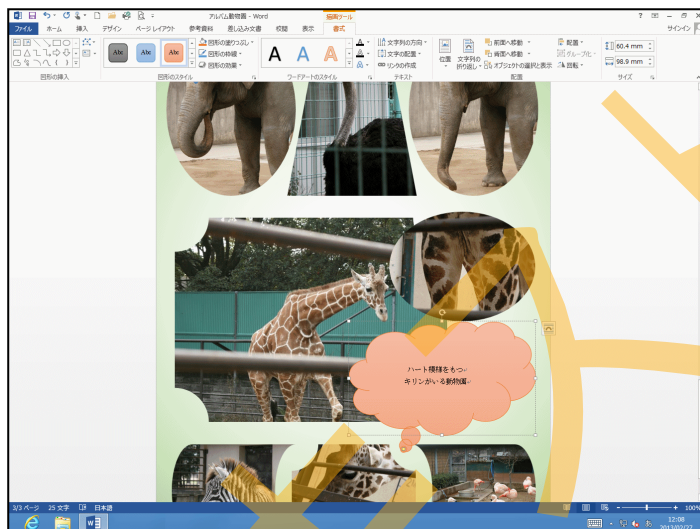 アルバム動物園 - Word
描画ツール
サインイン
ファイル ホーム 挿入 デザイン ページレイアウト 参考資料 差し込み文書 校閲 表示 書式
Abc Abc Abc
図形の塗りつぶし
図形の枠線
図形の効果
A A A
文字列の方向
文字の配置
リンクの作成
位置
文字列の折り返し
前面へ移動
背面へ移動
オブジェクトの選択と表示
配置
グループ化
回転
60.4 mm
98.9 mm
図形の挿入 図形のスタイル ワードアートのスタイル テキスト 配置 サイズ
ハート模様をもつ
キリンがいる動物園
3/3 ページ 25 文字 日本語
100%
あ
12:08
2013/02/27